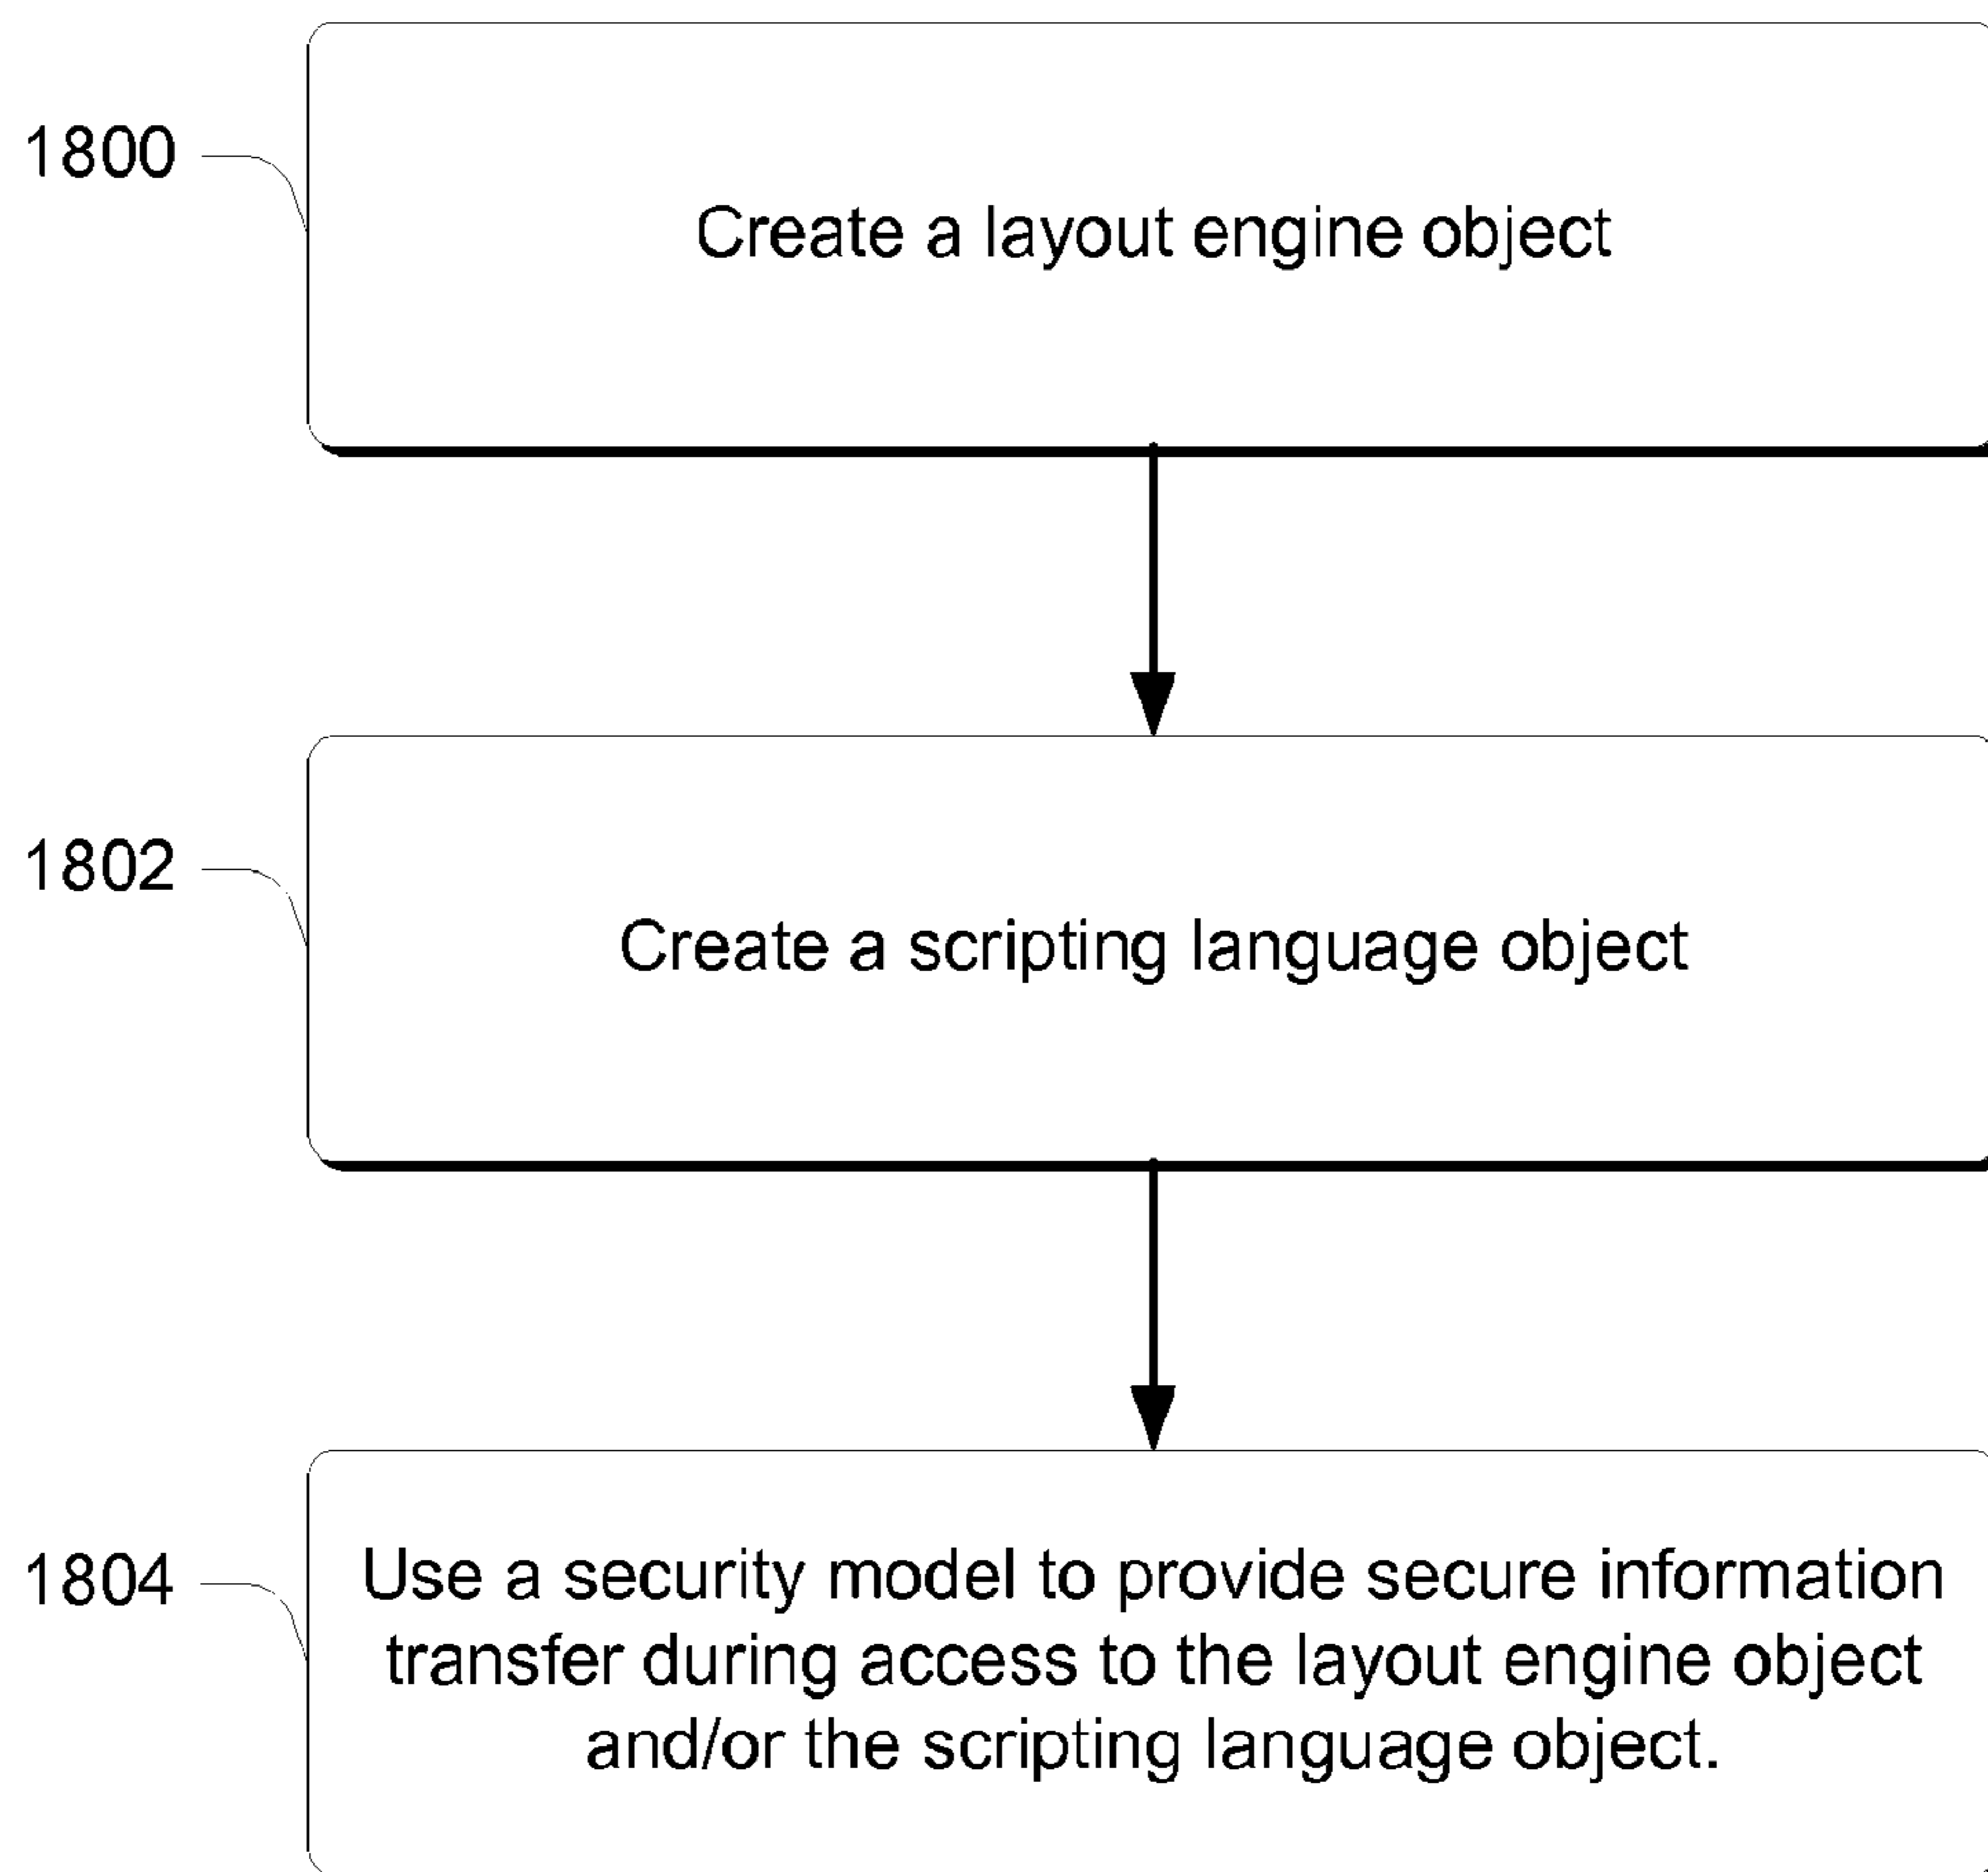 1800
Create a layout engine object
1802
Create a scripting language object
1804
Use a security model to provide secure information
transfer during access to the layout engine object
and/or the scripting language object.